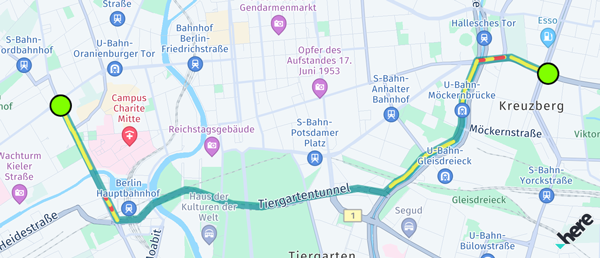 Gendarmenmarkt
S-Bahn-
Nordbahnhof
U-Bahn-
Oranienburger Tor
Bahnhof
Berlin-
Friedrichstraße
Hallesches Tor
Esso
Opfer des
Aufstandes 17.
Juni 1953
S-Bahn-
Anhalter
Bahnhof
U-Bahn-
Möckernbrücke
Kreuzberg
Viktor
hof
Campus
Charite
Mitte
Reichstagsgebäude
S-Bahn-
Potsdamer
Platz
Möckernstraße
U-Bahn-
Gleisdreieck
Wachturm
Kieler
Straße
Berlin
Hauptbahnhof
Haus der
Kulturen der
Welt
Tiergartentunnel
S-Bahn-
Yorckstraße
Gleisdreieck
1
Segud
Heidestraße
Moabit
Tiergarten
U-Bahn-
Bülowstraße
here